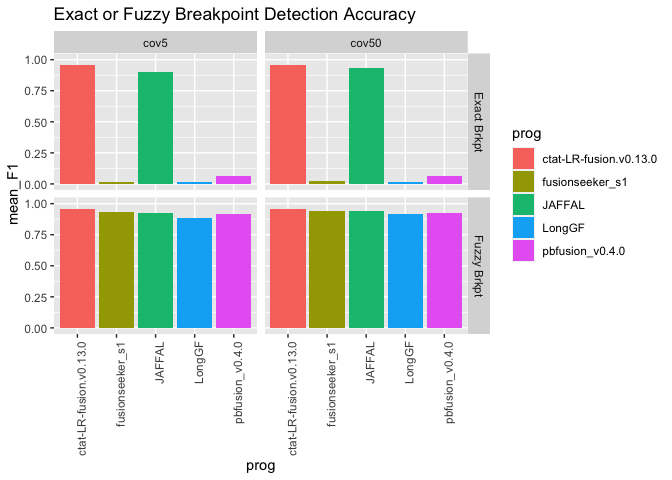 Exact or Fuzzy Breakpoint Detection Accuracy
cov5
cov50
1.00
0.75
0.50
0.25
0.00
Exact Brkpt
1.00
0.75
0.50
0.25
0.00
Fuzzy Brkpt
mean_F1
ctat-LR-fusion.v0.13.0
fusionseeker_s1
JAFFAL
LongGF
pbfusion_v0.4.0
ctat-LR-fusion.v0.13.0
fusionseeker_s1
JAFFAL
LongGF
pbfusion_v0.4.0
prog
prog
ctat-LR-fusion.v0.13.0
fusionseeker_s1
JAFFAL
LongGF
pbfusion_v0.4.0